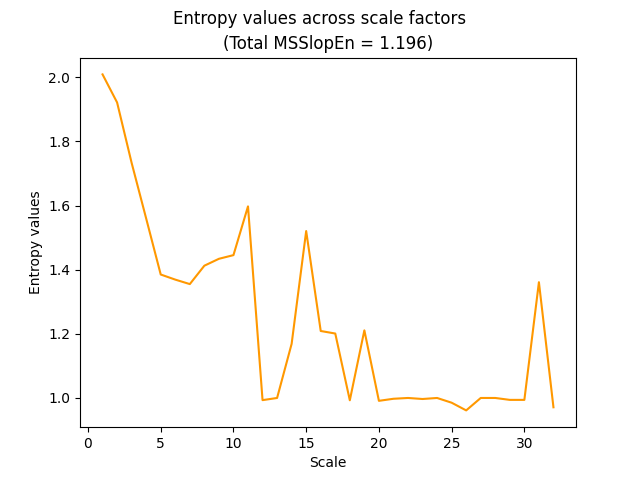 Entropy values across scale factors
(Total MSSlopEn = 1.196)
2.0
1.8
1.6
1.4
1.2
1.0
Entropy values
0 5 10 15 20 25 30
Scale